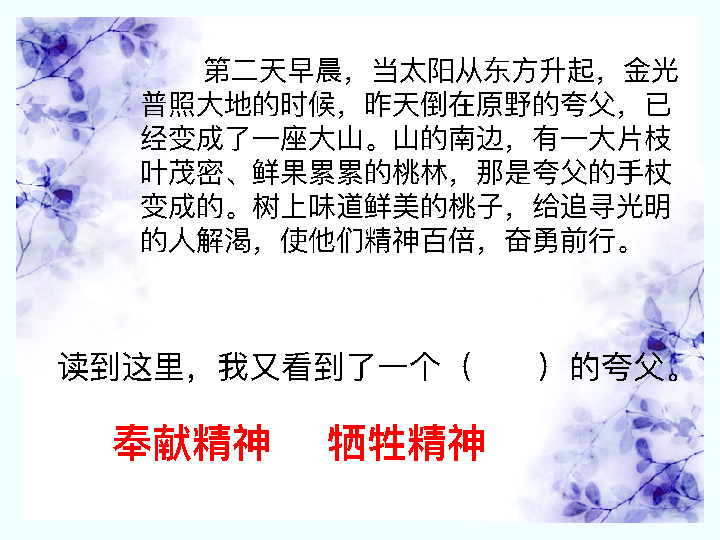 第二天早晨，当太阳从东方升起，金光
普照大地的时候，昨天倒在原野的夸父，已
经变成了一座大山。山的南边，有一大片枝
叶茂密、鲜果累累的桃林，那是夸父的手杖
变成的。树上味道鲜美的桃子，给追寻光明
的人解渴，使他们精神百倍，奋勇前行。
读到这里，我又看到了一个（　　）的夸父。
奉献精神　　牺牲精神